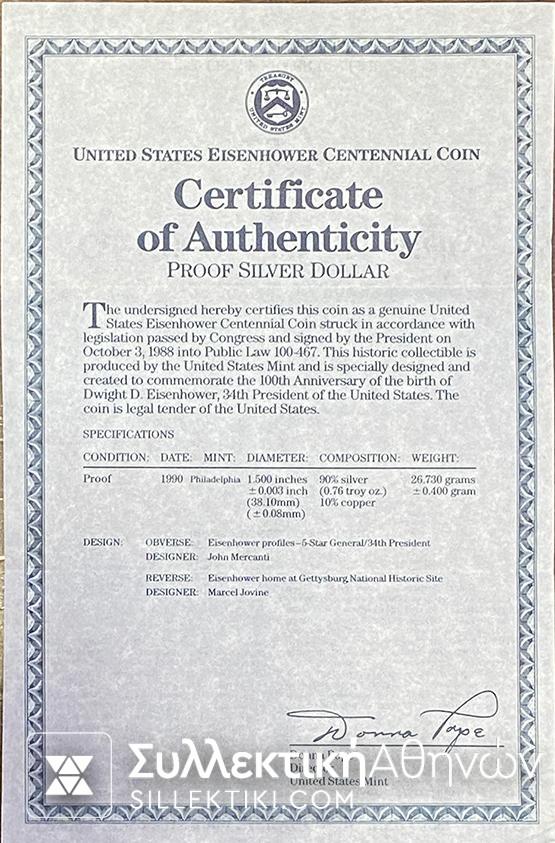 TREASURY
UNITED STATES MINT
UNITED STATES EISENHOWER CENTENNIAL COIN
Certificate
of Authenticity
PROOF SILVER DOLLAR
The undersigned hereby certifies this coin as a genuine United
States Eisenhower Centennial Coin struck in accordance with
legislation passed by Congress and signed by the President on
October 3, 1988 into Public Law 100-467. This historic collectible is
produced by the United States Mint and is specially designed and
created to commemorate the 100th Anniversary of the birth of
Dwight D. Eisenhower, 34th President of the United States. The
coin is legal tender of the United States.
SPECIFICATIONS
CONDITION: DATE: MINT: DIAMETER: COMPOSITION: WEIGHT:
Proof 1990 Philadelphia 1.500 inches 90% silver 26.730 grams
±0.003 inch (0.76 troy oz.) ±0.400 gram
(38.10mm) 10% copper
(±0.08mm)
DESIGN: OBVERSE: Eisenhower profiles–5-Star General/34th President
DESIGNER: John Mercanti
REVERSE: Eisenhower home at Gettysburg National Historic Site
DESIGNER: Marcel Jovine
Donna Pope
Donna
United States Mint
ΣυλλεκτικήΑθηνών
SILLEKTIKI.COM